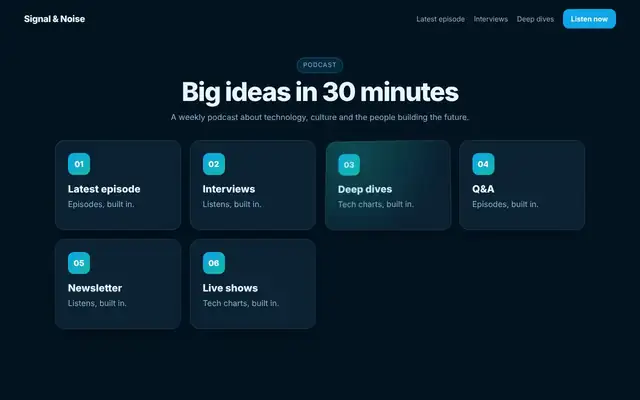 Signal & Noise
Latest episode Interviews Deep dives Listen now
PODCAST
Big ideas in 30 minutes
A weekly podcast about technology, culture and the people building the future.
01
Latest episode
Episodes, built in.
02
Interviews
Listens, built in.
03
Deep dives
Tech charts, built in.
04
Q&A
Episodes, built in.
05
Newsletter
Listens, built in.
06
Live shows
Tech charts, built in.